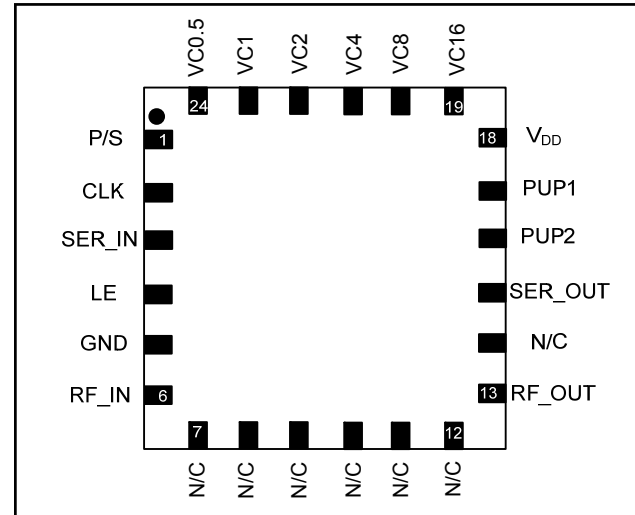 VC0.5 VC1 VC2 VC4 VC8 VC16
24 19
P/S 1 18 VDD
CLK PUP1
SER_IN PUP2
LE SER_OUT
GND N/C
RF_IN 6 13 RF_OUT
7 12
N/C N/C N/C N/C N/C N/C